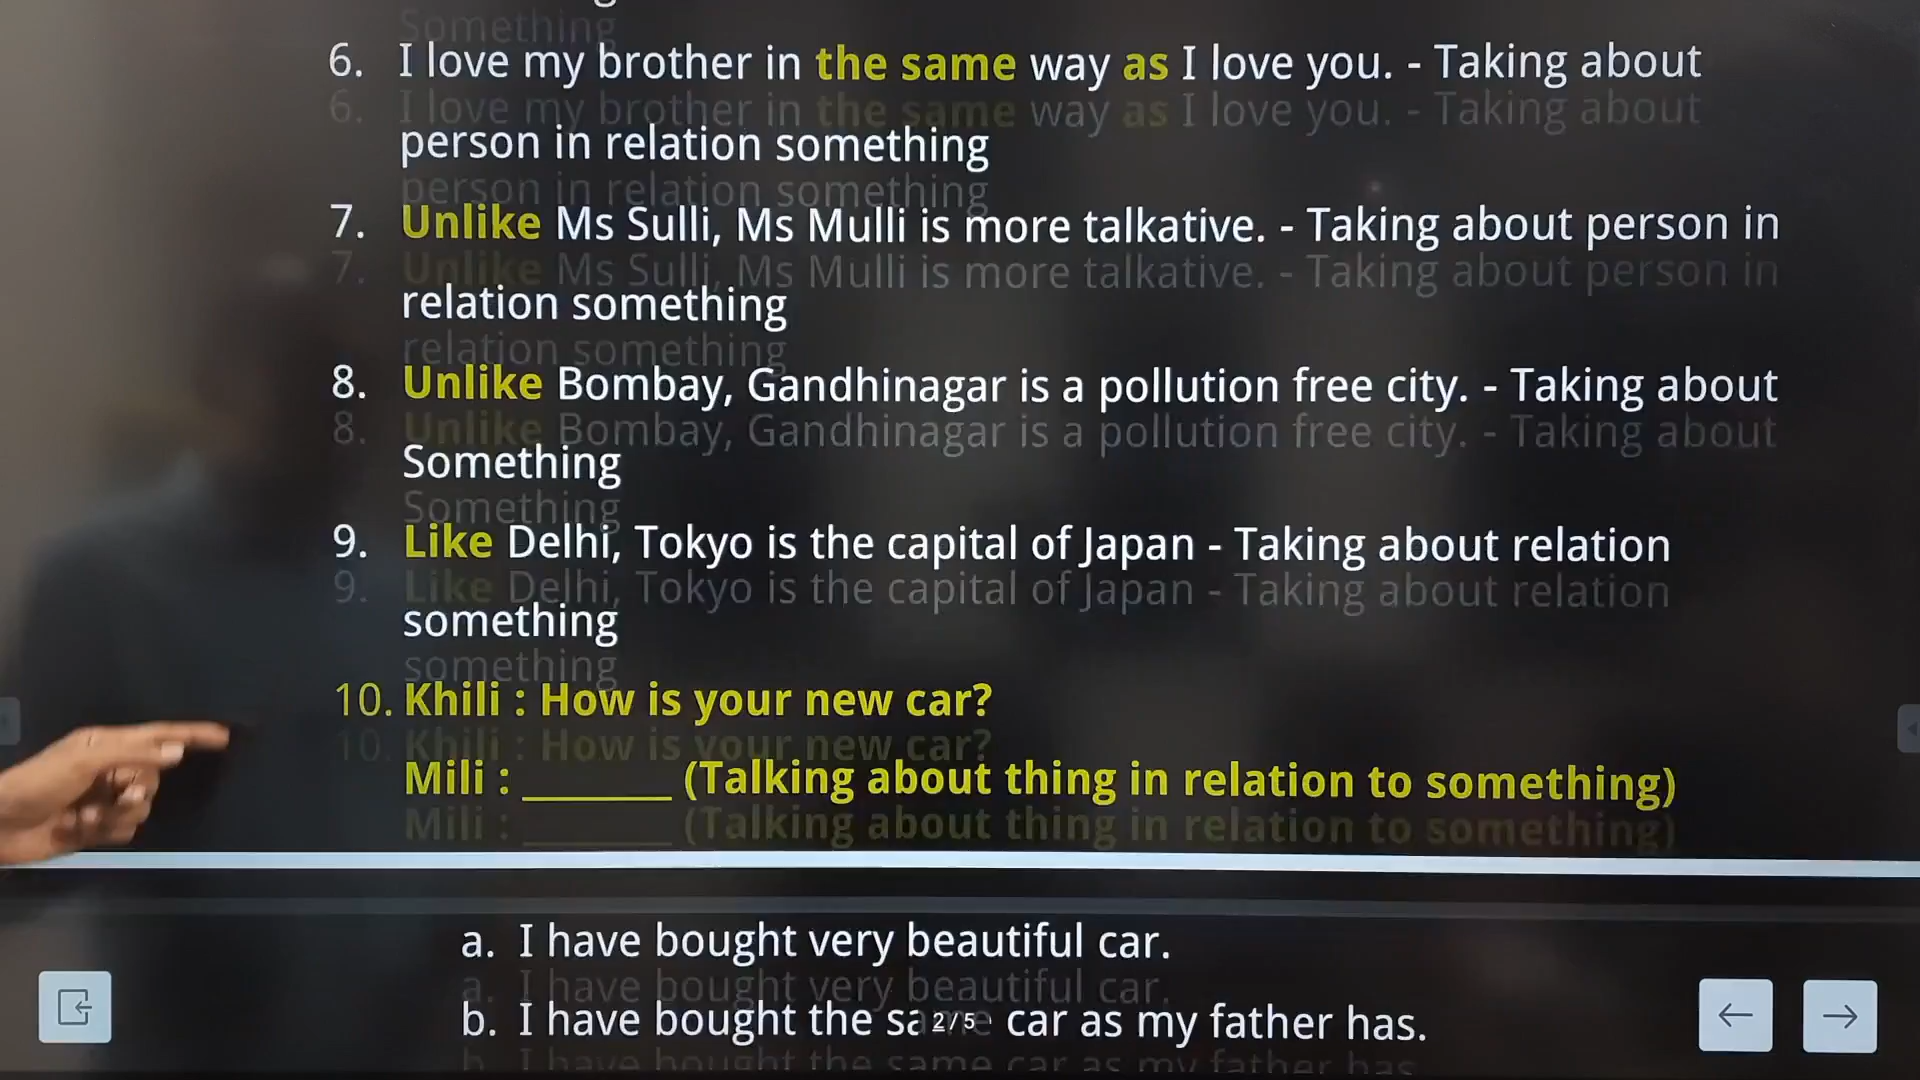 6. I love my brother in the same way as I love you. - Taking about
person in relation something
7. Unlike Ms Sulli, Ms Mulli is more talkative. - Taking about person in
relation something
8. Unlike Bombay, Gandhinagar is a pollution free city. - Taking about
Something
9. Like Delhi, Tokyo is the capital of Japan - Taking about relation
something
10. Khili : How is your new car?
Mili : ______ (Talking about thing in relation to something)
a. I have bought very beautiful car.
b. I have bought the same car as my father has.
2/5